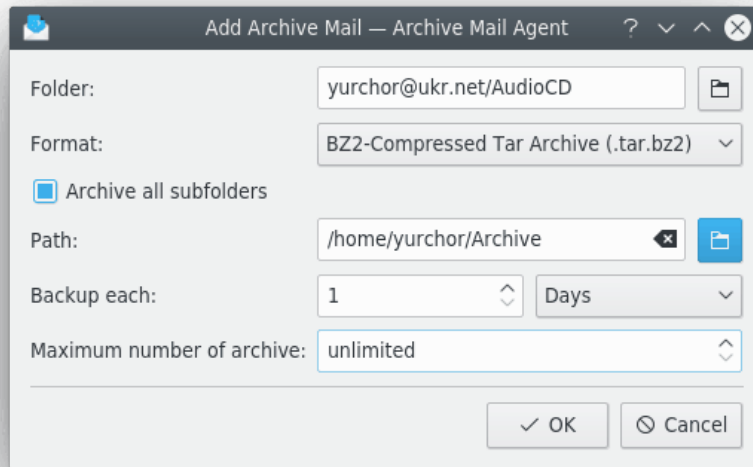 Add Archive Mail — Archive Mail Agent
Folder: yurchor@ukr.net/AudioCD
Format: BZ2-Compressed Tar Archive (.tar.bz2)
Archive all subfolders
Path: /home/yurchor/Archive
Backup each: 1 Days
Maximum number of archive: unlimited
OK Cancel